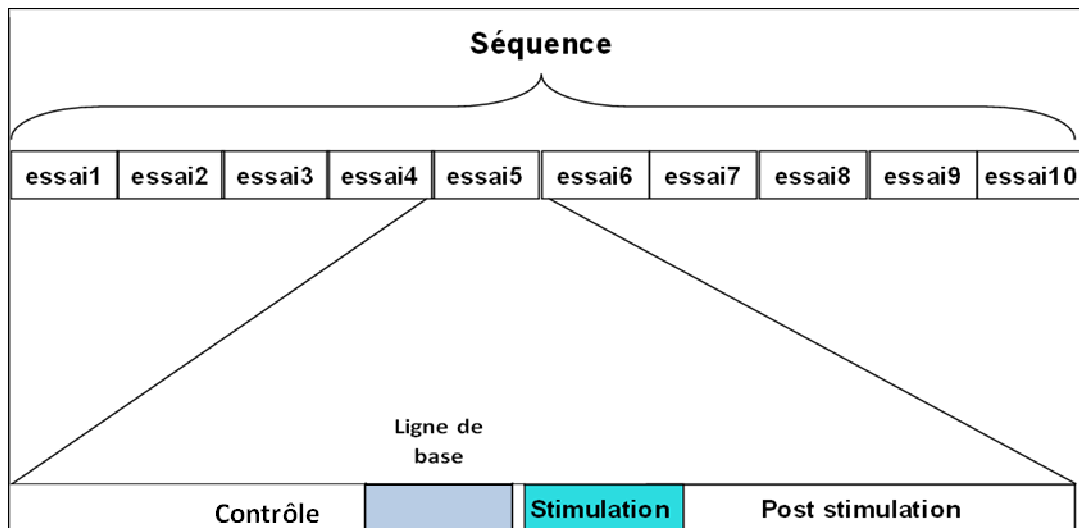 Séquence
essai1 essai2 essai3 essai4 essai5 essai6 essai7 essai8 essai9 essai10
Ligne de
base
Contrôle Stimulation Post stimulation